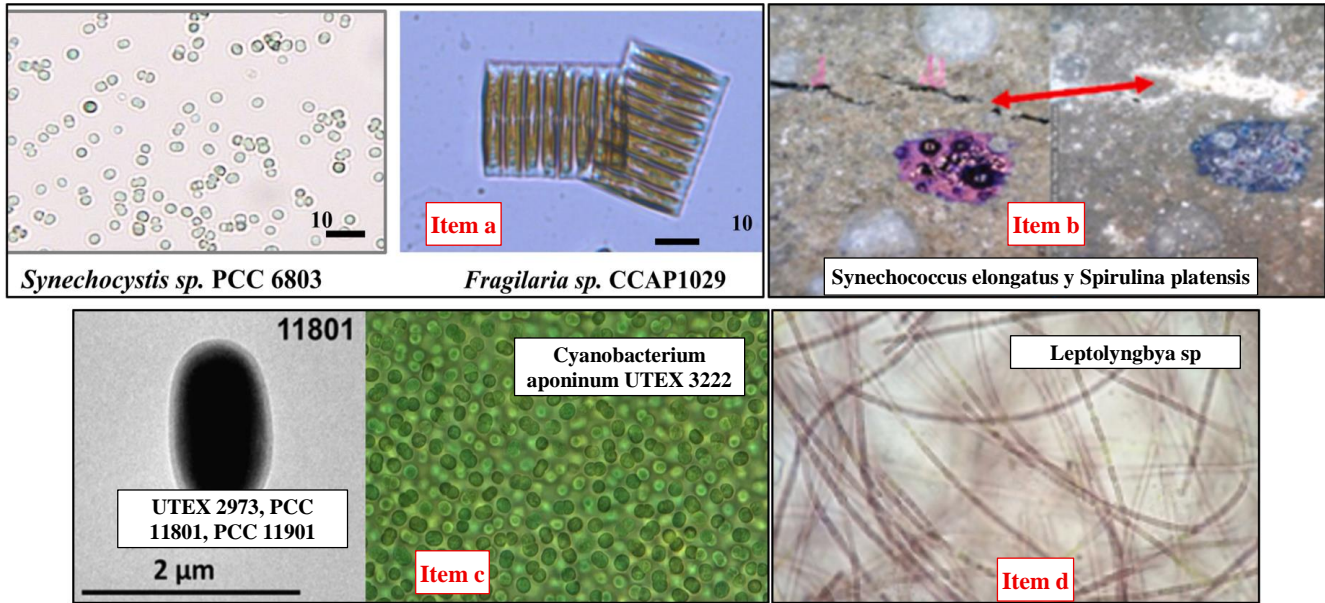 10
Item a
10
Synechocystis sp. PCC 6803
Fragilaria sp. CCAP1029
Item b
Synechococcus elongatus y Spirulina platensis
11801
UTEX 2973, PCC
11801, PCC 11901
2 μm
Cyanobacterium
aponinum UTEX 3222
Item c
Leptolyngbya sp
Item d